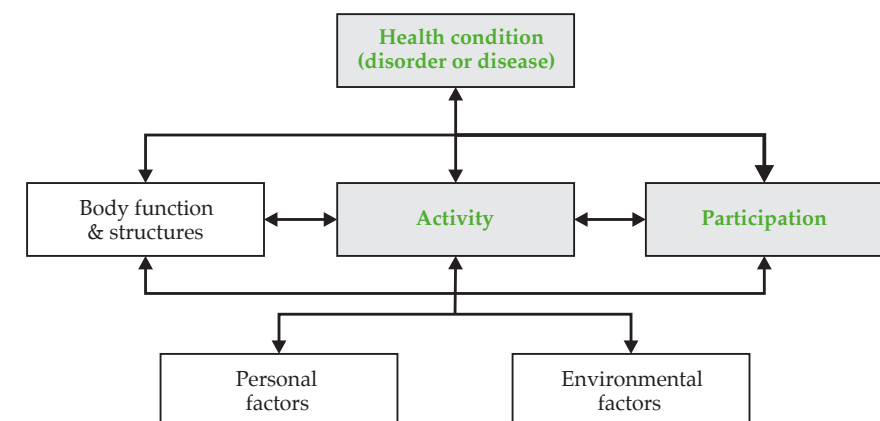 Health condition
(disorder or disease)
Body function
& structures
Activity
Participation
Personal
factors
Environmental
factors